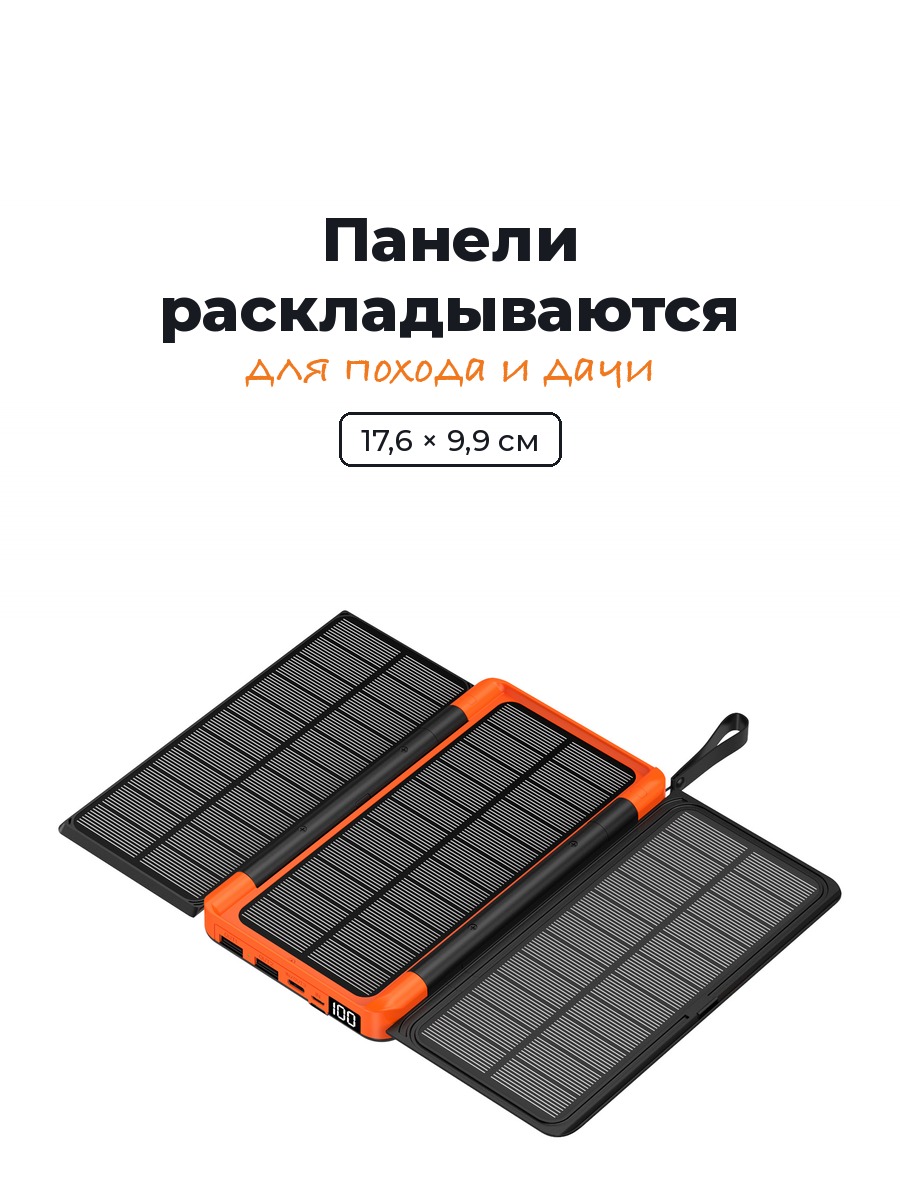 Панели
раскладываются
для похода и дачи
17,6 × 9,9 см
100